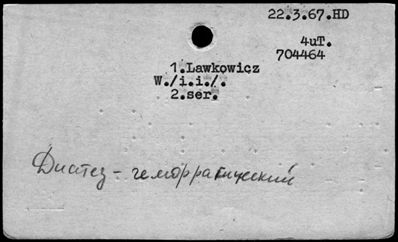 22.3.67.HD
4uT.
704464
1.Lawkowicz
W./i.i./.
2.ser.
Диатез - геморрагический